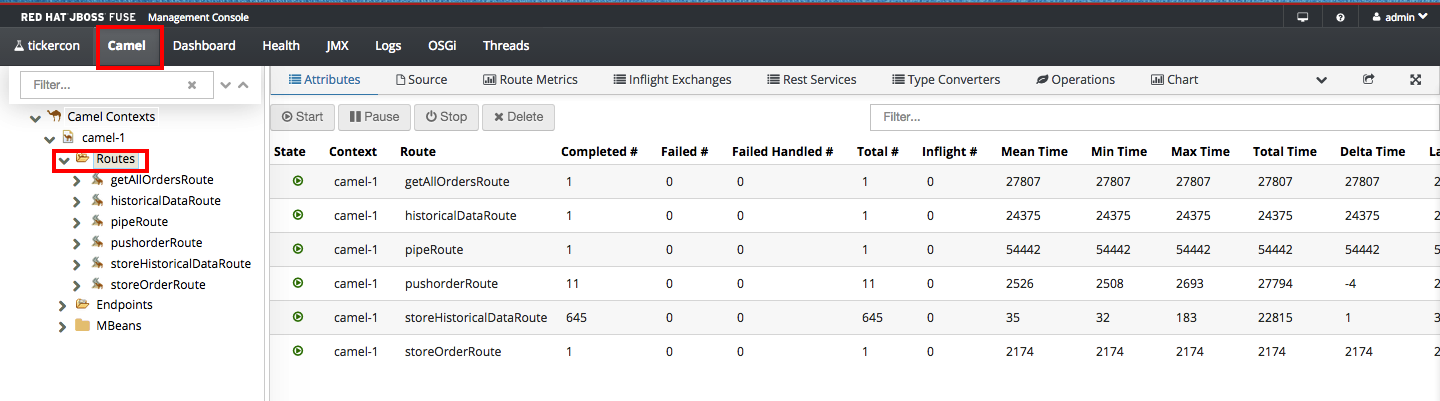 RED HAT JBOSS FUSE Management Console admin
tickercon Camel Dashboard Health JMX Logs OSGi Threads
Filter...
Camel Contexts
camel-1
Routes
getAllOrdersRoute
historicalDataRoute
pipeRoute
pushorderRoute
storeHistoricalDataRoute
storeOrderRoute
Endpoints
MBeans
Attributes Source Route Metrics Inflight Exchanges Rest Services Type Converters Operations Chart
Start Pause Stop Delete Filter...
State Context Route Completed # Failed # Failed Handled # Total # Inflight # Mean Time Min Time Max Time Total Time Delta Time La
camel-1 getAllOrdersRoute 1 0 0 1 0 27807 27807 27807 27807 27807 2
camel-1 historicalDataRoute 1 0 0 1 0 24375 24375 24375 24375 24375 2
camel-1 pipeRoute 1 0 0 1 0 54442 54442 54442 54442 54442 5
camel-1 pushorderRoute 11 0 0 11 0 2526 2508 2693 27794 -4 2
camel-1 storeHistoricalDataRoute 645 0 0 645 0 35 32 183 22815 1 3
camel-1 storeOrderRoute 1 0 0 1 0 2174 2174 2174 2174 2174 2